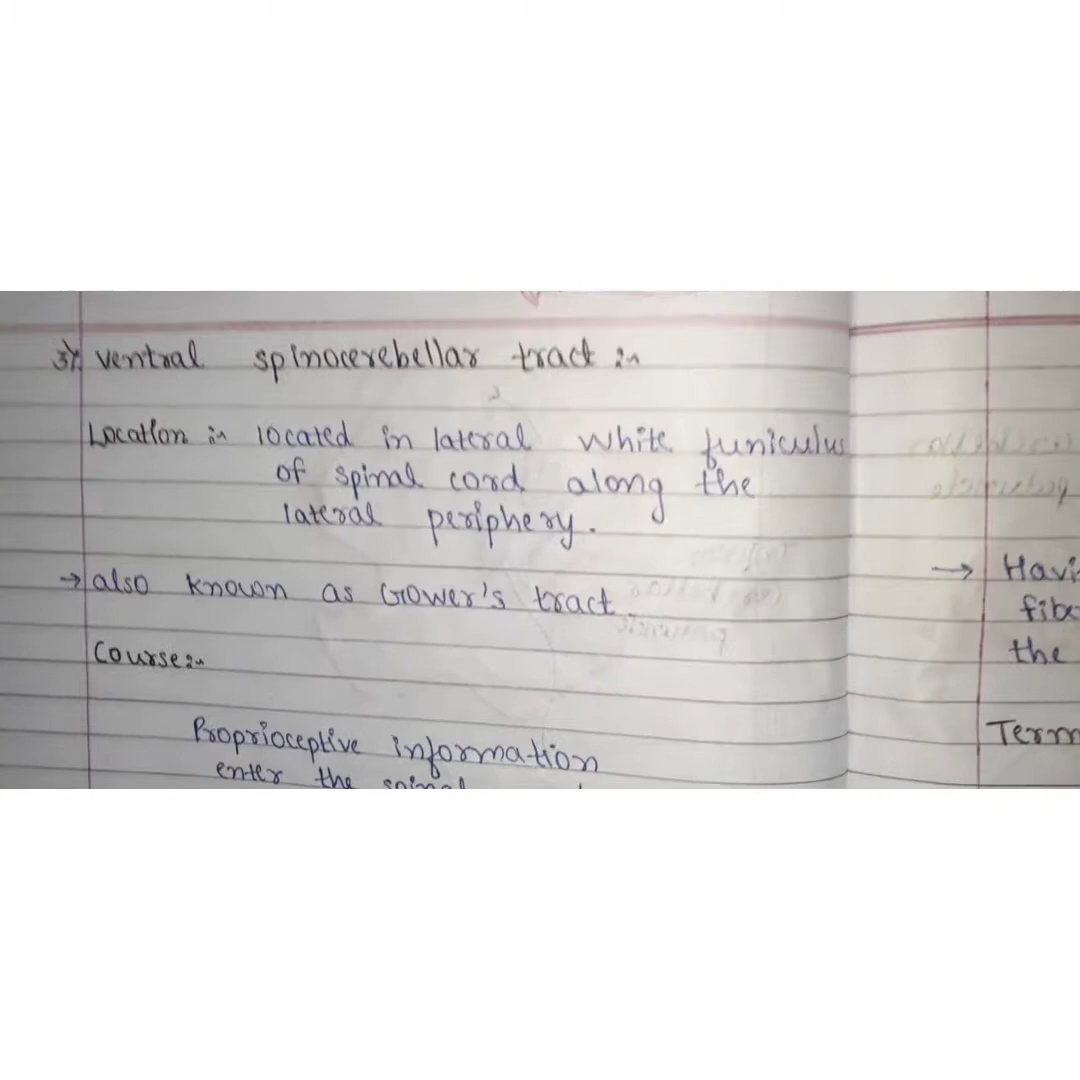 3) ventral spinocerebellar tract :-
Location :- located in lateral white funiculus
of spinal cord along the
lateral periphery.
→ also known as Gower's tract
Course :-
Proprioceptive information
enter the spinal
→ Havi
fibe
the
Term